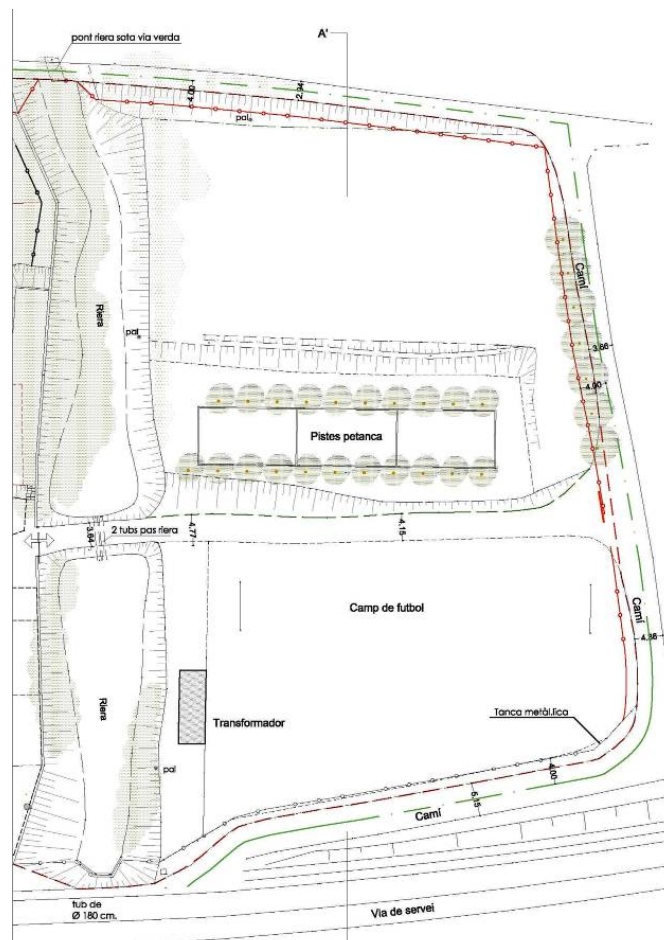 pont riera sota via verda
A'
4.00
2.94
pal
Camí
Riera
pal
3.66
4.00
Pistes petanca
3.64
2 tubs pas riera
4.77
4.15
Camp de futbol
Camí
4.36
Riera
Transformador
Tanca metàl.lica
pal
4.00
5.15
Camí
tub de
Ø 180 cm.
Via de servei